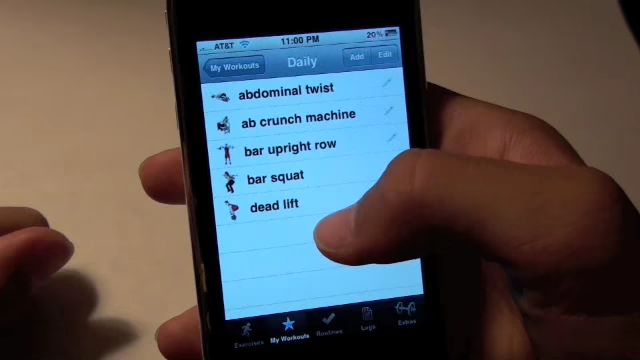 AT&T 11:00 PM 20%
My Workouts Daily Add Edit
abdominal twist
ab crunch machine
bar upright row
bar squat
dead lift
Exercises My Workouts Routines Logs Extras